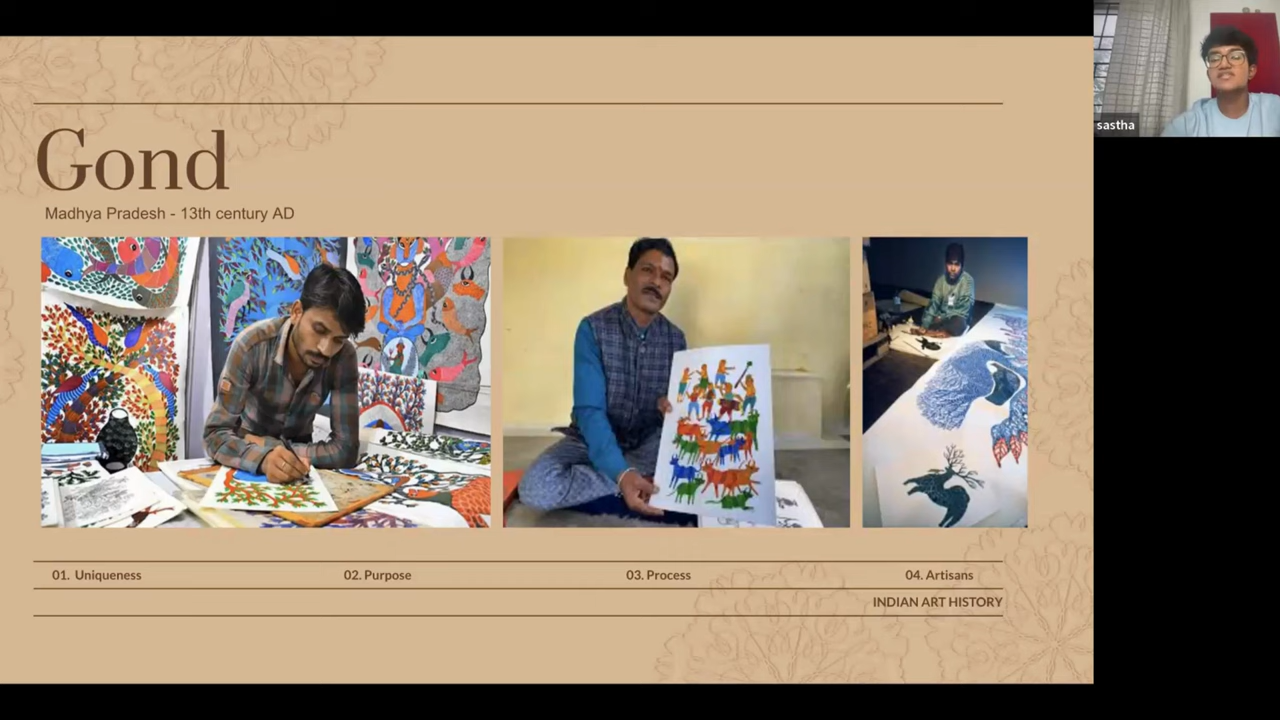 Gond
Madhya Pradesh - 13th century AD
01. Uniqueness
02. Purpose
03. Process
04. Artisans
INDIAN ART HISTORY
sastha